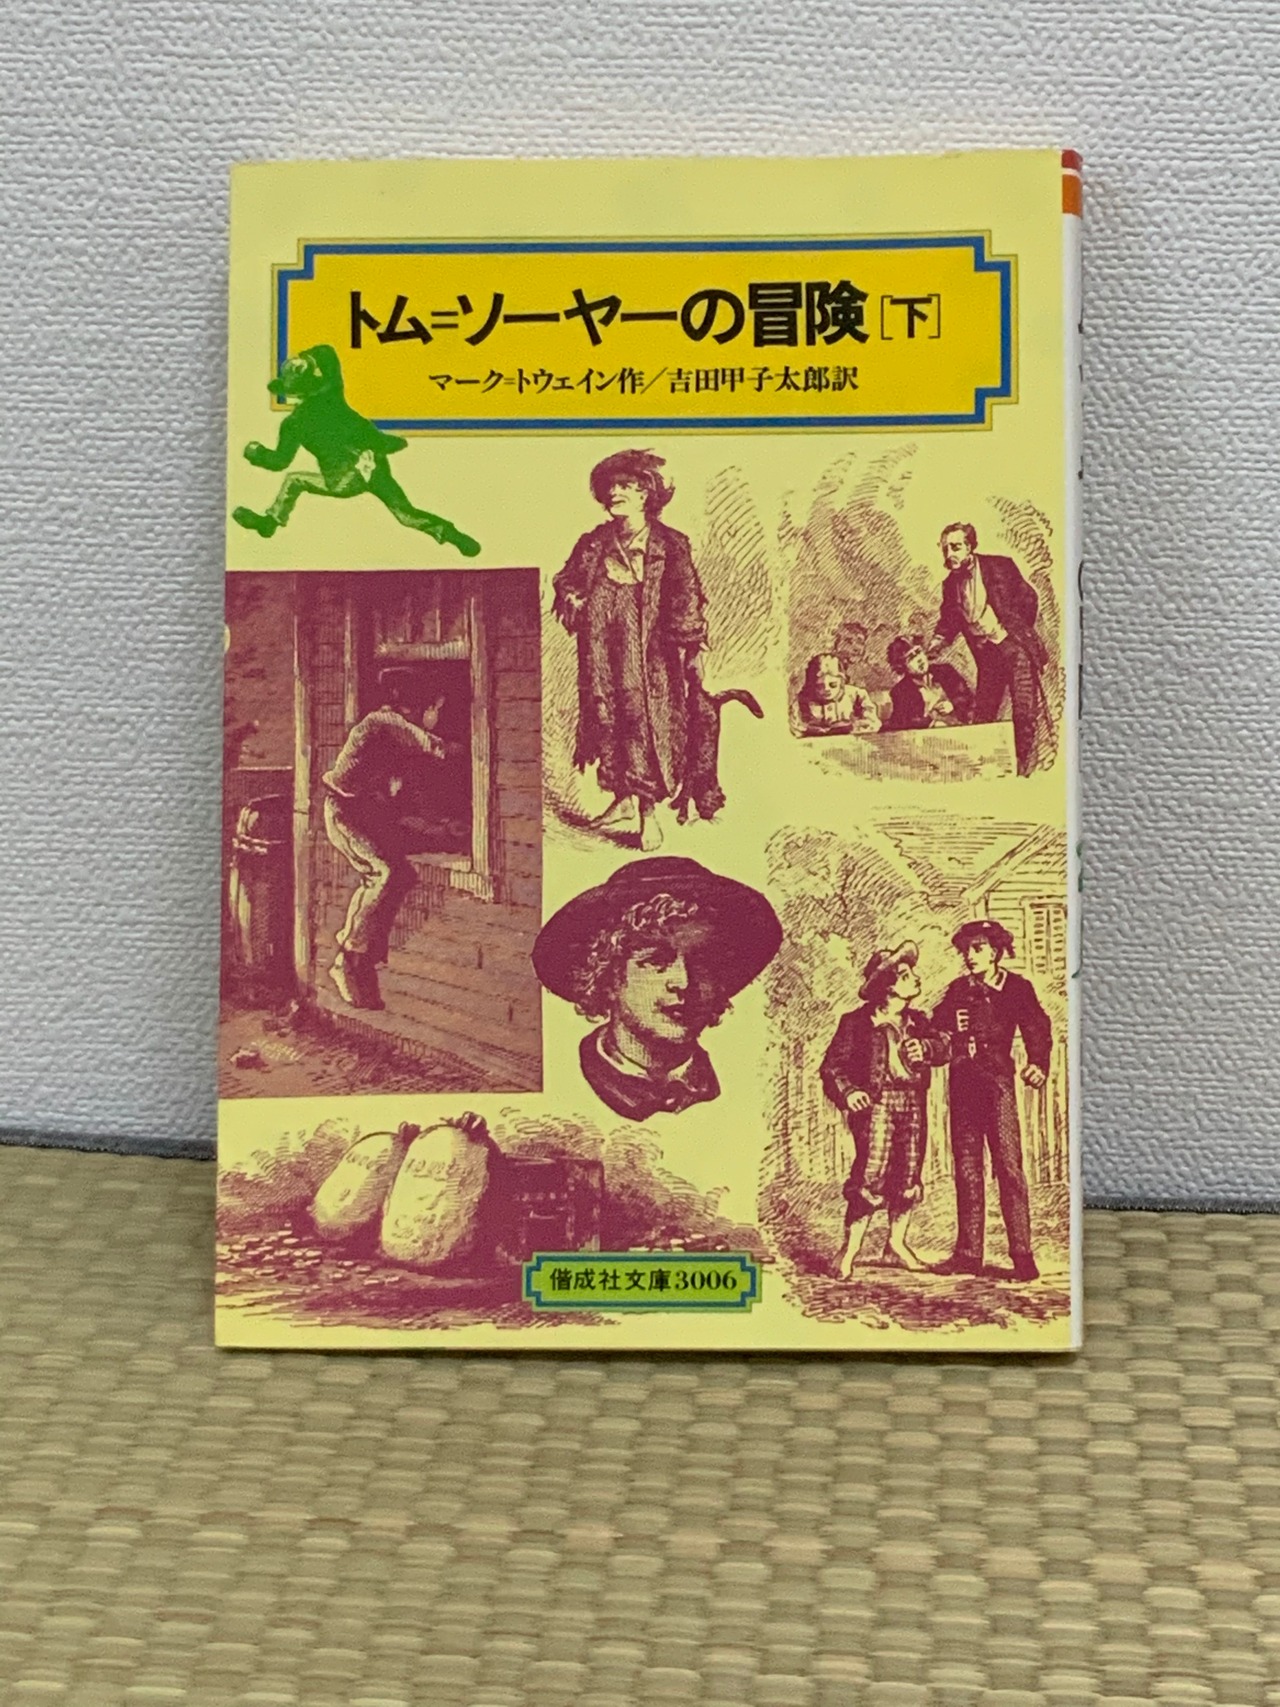 トム=ソーヤーの冒険[下]
マーク=トウェイン作／吉田甲子太郎訳
偕成社文庫3006